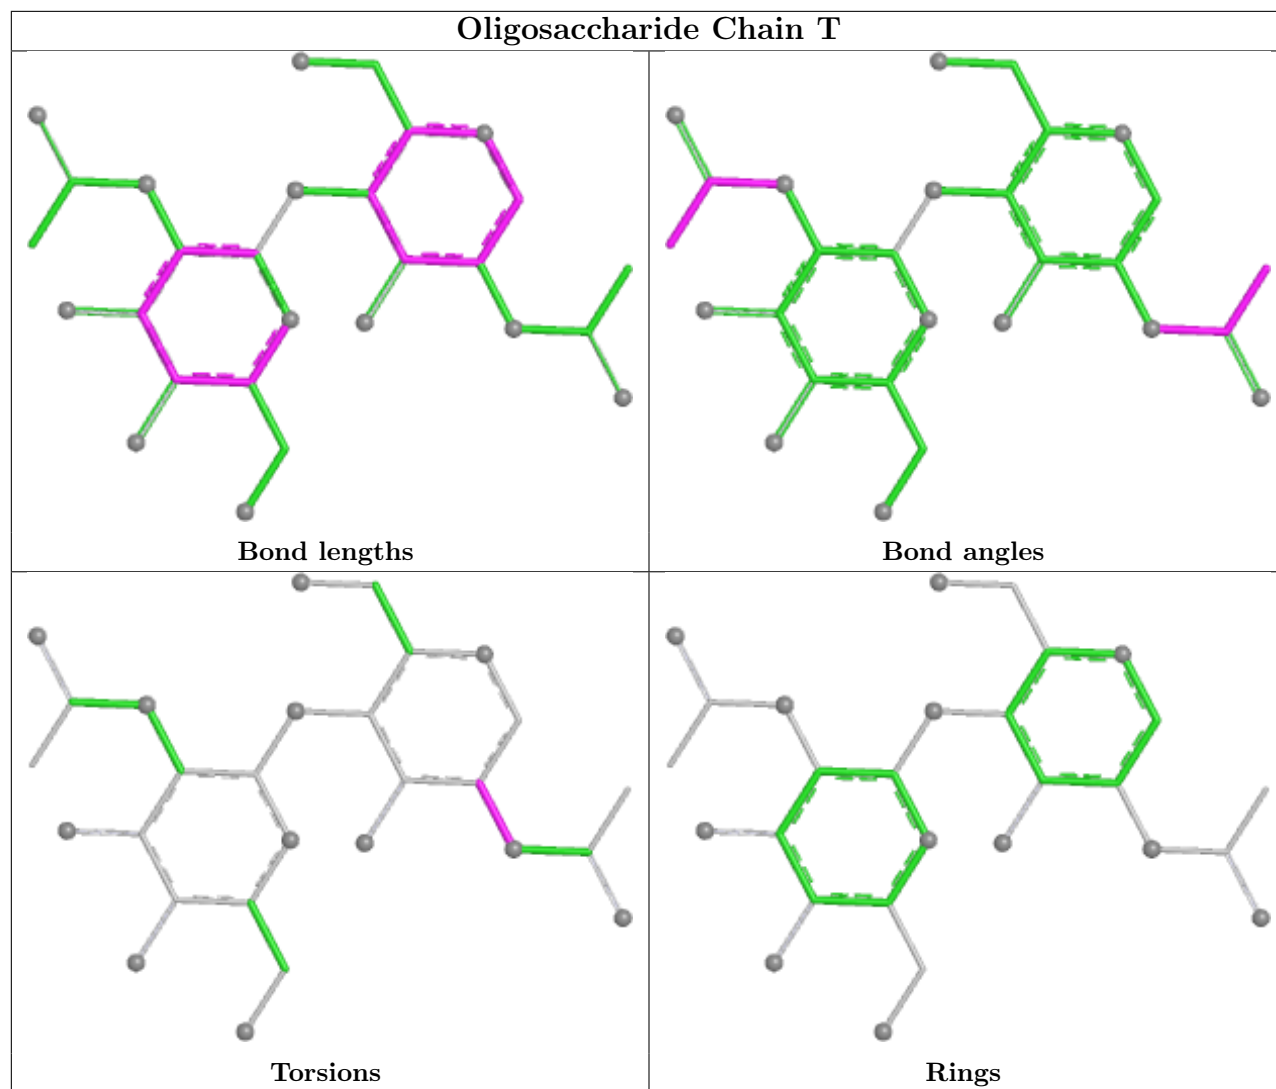 Oligosaccharide Chain T
Bond lengths
Bond angles
Torsions
Rings